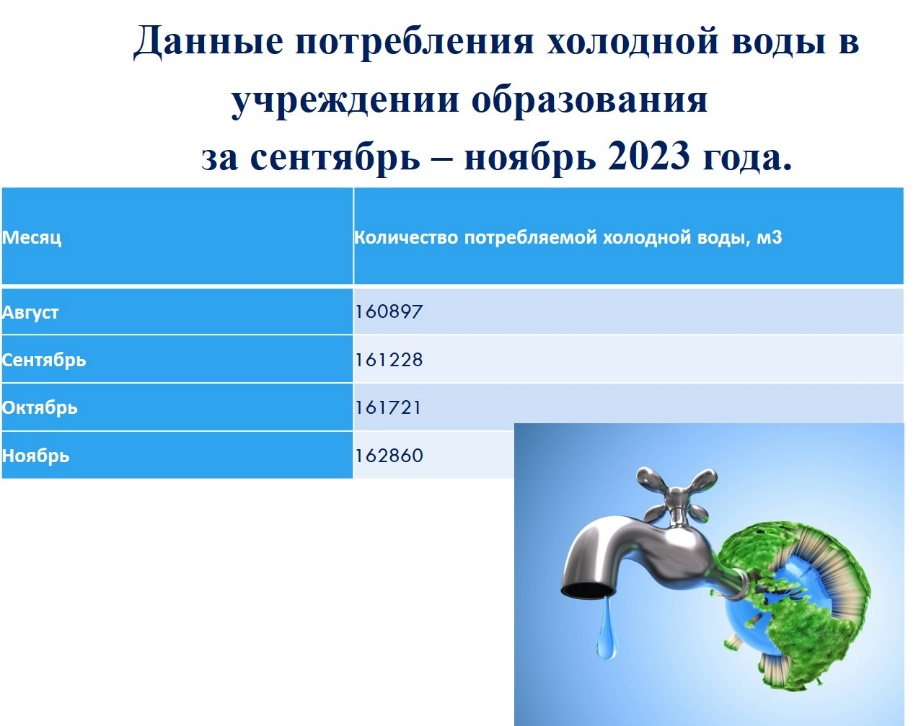 Данные потребления холодной воды в
учреждении образования
за сентябрь – ноябрь 2023 года.
Месяц
Количество потребляемой холодной воды, м3
Август
160897
Сентябрь
161228
Октябрь
161721
Ноябрь
162860